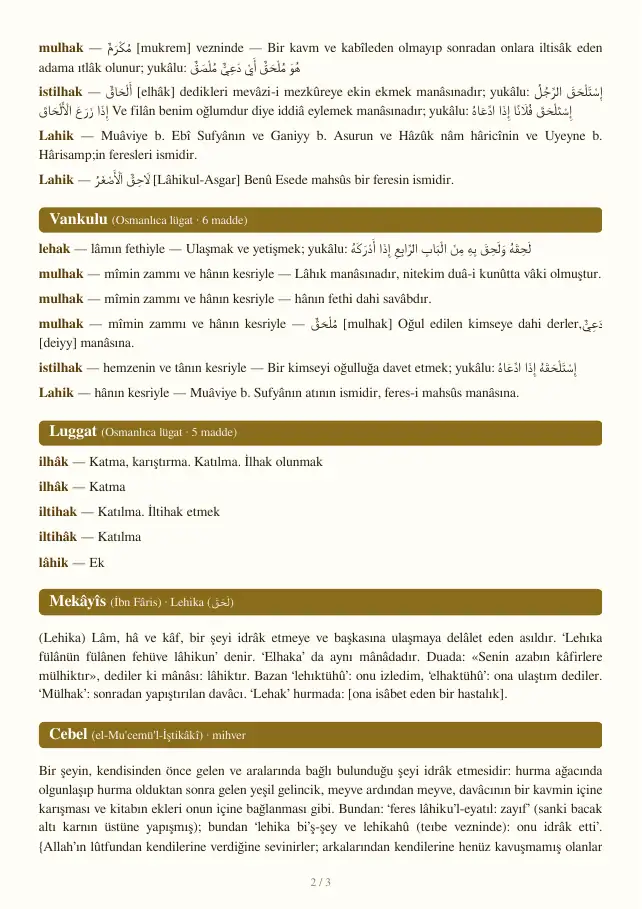 mulhak — مُكْرَمٌ [mukrem] vezninde — Bir kavm ve kabîleden olmayıp sonradan onlara iltisâk eden
adama ıtlâk olunur; yukâlu: هُوَ مُلْحَقٌ أَيْ دَعِيٌّ مُلْصَقٌ
istilhak — أَلْحَاقٌ [elhâk] dedikleri mevâzi-i mezkûreye ekin ekmek manâsınadır; yukâlu: إِسْتَلْحَقَ الرَّجُلُ
إِذَا زَرَعَ الْأَلْحَاقَ Ve filân benim oğlumdur diye iddiâ eylemek manâsınadır; yukâlu: إِسْتَلْحَقَ فُلَانًا إِذَا ادَّعَاهُ
Lahik — Muâviye b. Ebî Sufyânın ve Ganiyy b. Asurun ve Hâzûk nâm hâricînin ve Uyeyne b.
Hârisamp;in feresleri ismidir.
Lahik — لَاحِقٌ الْأَصْغَرُ [Lâhikul-Asgar] Benû Esede mahsûs bir feresin ismidir.
Vankulu (Osmanlıca lügat · 6 madde)
lehak — lâmın fethiyle — Ulaşmak ve yetişmek; yukâlu: لَحِقَهُ وَلَحِقَ بِهِ مِنْ الْبَابِ الرَّابِعِ إِذَا أَدْرَكَهُ
mulhak — mîmin zammı ve hânın kesriyle — Lâhık manâsınadır, nitekim duâ-i kunûtta vâki olmuştur.
mulhak — mîmin zammı ve hânın kesriyle — hânın fethi dahi savâbdır.
mulhak — mîmin zammı ve hânın kesriyle — مُلْحَقٌ [mulhak] Oğul edilen kimseye dahi derler,دَعِيٌّ
[deiyy] manâsına.
istilhak — hemzenin ve tânın kesriyle — Bir kimseyi oğulluğa davet etmek; yukâlu: إِسْتَلْحَقَهُ إِذَا ادَّعَاهُ
Lahik — hânın kesriyle — Muâviye b. Sufyânın atının ismidir, feres-i mahsûs manâsına.
Luggat (Osmanlıca lügat · 5 madde)
ilhâk — Katma, karıştırma. Katılma. İlhak olunmak
ilhâk — Katma
iltihak — Katılma. İltihak etmek
iltihâk — Katılma
lâhik — Ek
Mekâyîs (İbn Fâris) · Lehika (لَحَقَ)
(Lehika) Lâm, hâ ve kâf, bir şeyi idrâk etmeye ve başkasına ulaşmaya delâlet eden asıldır. ‘Lehıka
fülânün fülânen fehüve lâhikun’ denir. ‘Elhaka’ da aynı mânâdadır. Duada: «Senin azabın kâfirlere
mülhiktır», dediler ki mânâsı: lâhiktır. Bazan ‘lehıktühû’: onu izledim, ‘elhaktühû’: ona ulaştım dediler.
‘Mülhak’: sonradan yapıştırılan davâcı. ‘Lehak’ hurmada: [ona isâbet eden bir hastalık].
Cebel (el-Mu'cemü'l-İştikâkî) · mihver
Bir şeyin, kendisinden önce gelen ve aralarında bağlı bulunduğu şeyi idrâk etmesidir: hurma ağacında
olgunlaşıp hurma olduktan sonra gelen yeşil gelincik, meyve ardından meyve, davâcının bir kavmin içine
karışması ve kitabın ekleri onun içine bağlanması gibi. Bundan: ‘feres lâhiku’l-eyatıl: zayıf’ (sanki bacak
altı karnın üstüne yapışmış); bundan ‘lehika bi’ş-şey ve lehikahû (teıbe vezninde): onu idrâk etti’.
{Allah’ın lûtfundan kendilerine verdiğine sevinirler; arkalarından kendilerine henüz kavuşmamış olanlar
2 / 3